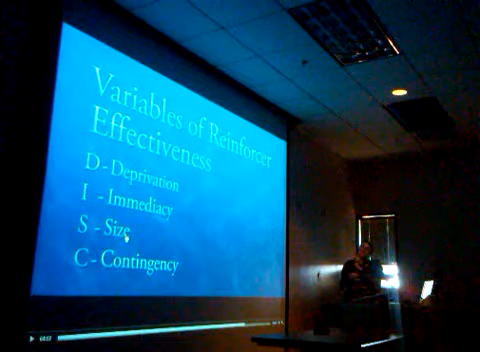 Variables of Reinforcer
Effectiveness
D - Deprivation
I - Immediacy
S - Size
C - Contingency